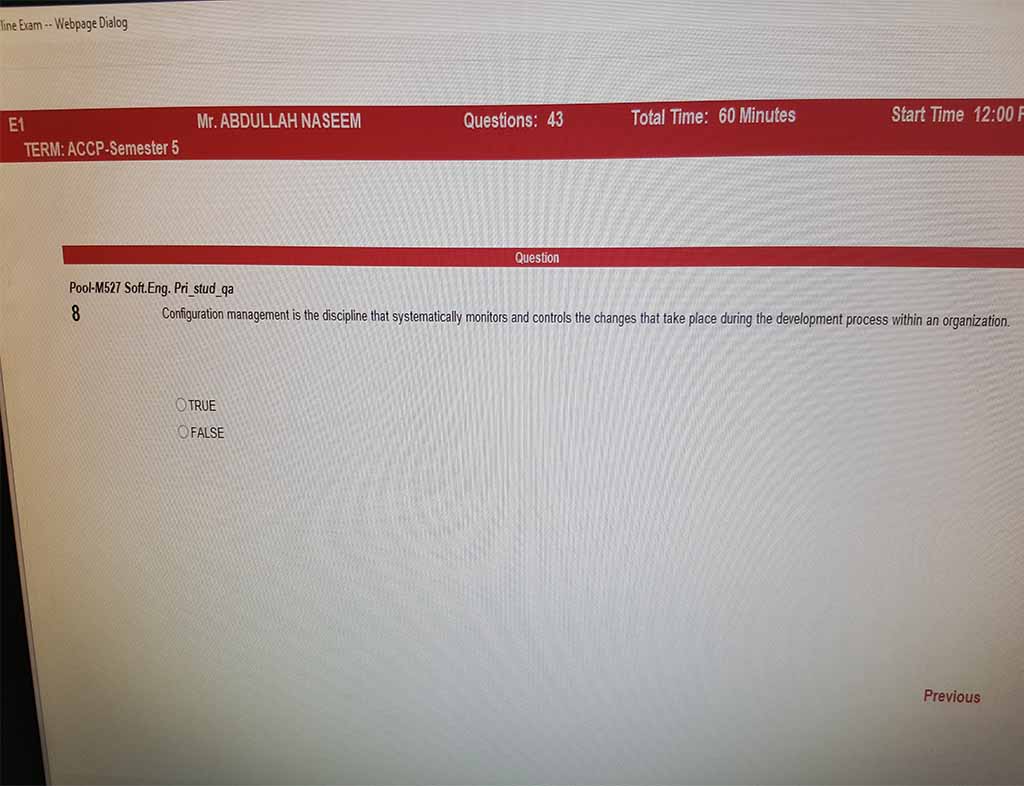 line Exam -- Webpage Dialog
E1 Mr. ABDULLAH NASEEM Questions: 43 Total Time: 60 Minutes Start Time 12:00
TERM: ACCP-Semester 5
Question
Pool-M527 Soft.Eng. Pri_stud_qa
8 Configuration management is the discipline that systematically monitors and controls the changes that take place during the development process within an organization.
TRUE
FALSE
Previous